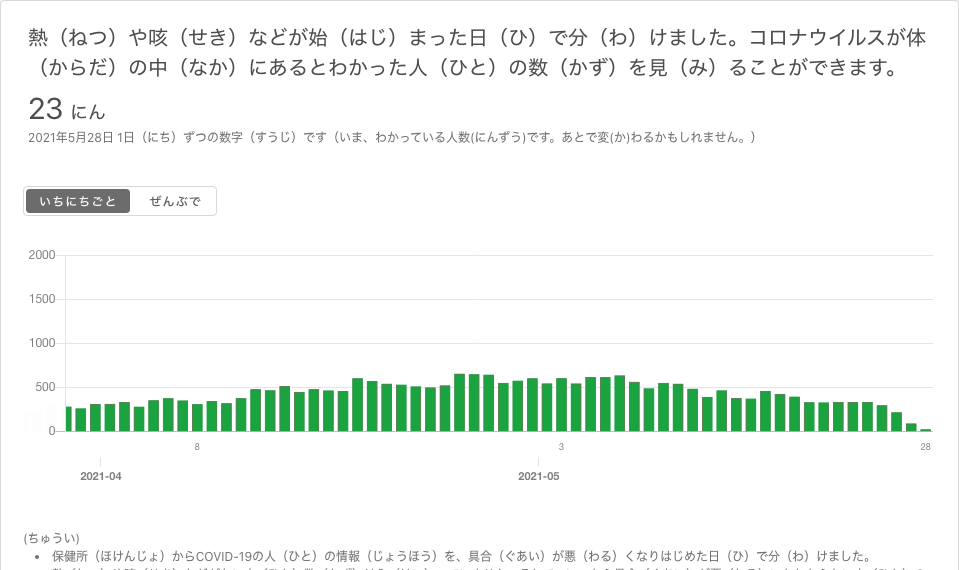 熱（ねつ）や咳（せき）などが始（はじ）まった日（ひ）で分（わ）けました。コロナウイルスが体
（からだ）の中（なか）にあるとわかった人（ひと）の数（かず）を見（み）ることができます。
23 にん
2021年5月28日 1日（にち）ずつの数字（すうじ）です（いま、わかっている人数(にんずう)です。あとで変(か)わるかもしれません。）
いちにちごと ぜんぶで
2000
1500
1000
500
0
8 3 28
2021-04 2021-05
(ちゅうい)
• 保健所（ほけんじょ）からCOVID-19の人（ひと）の情報（じょうほう）を、具合（ぐあい）が悪（わる）くなりはじめた日（ひ）で分（わ）けました。